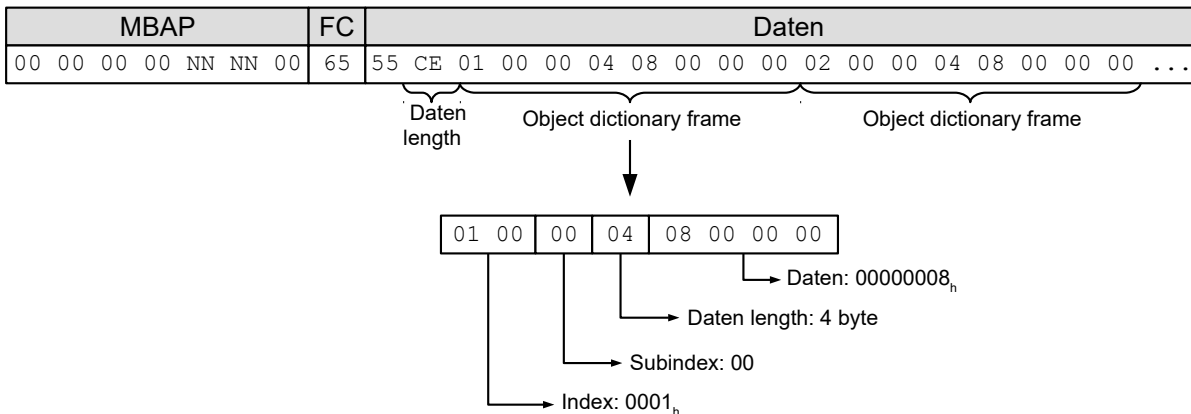 MBAP FC Daten
00 00 00 00 NN NN 00 65 55 CE 01 00 00 04 08 00 00 00 02 00 00 04 08 00 00 00 ...
Daten
length
Object dictionary frame Object dictionary frame
01 00 00 04 08 00 00 00
Daten: 00000008h
Daten length: 4 byte
Subindex: 00
Index: 0001h